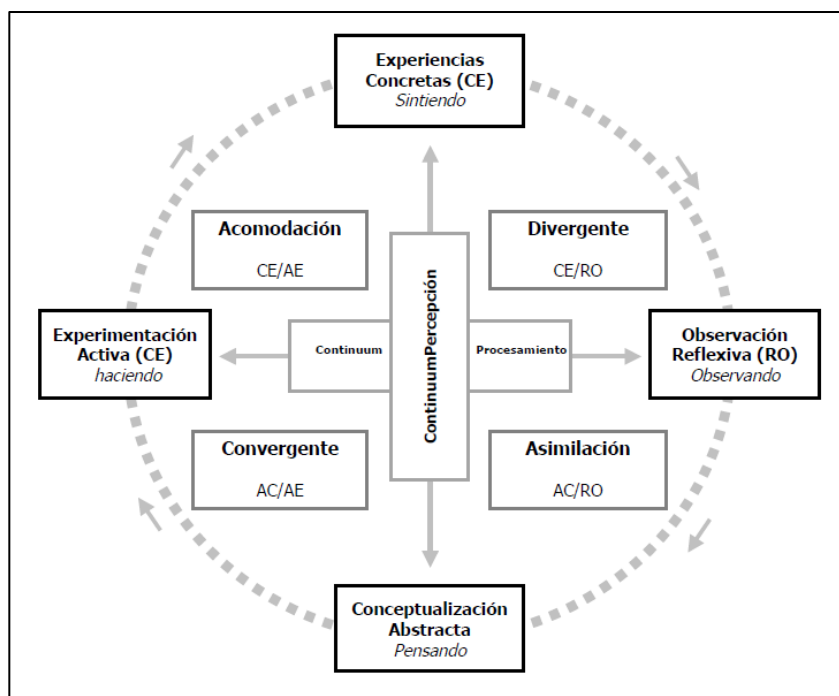 Experiencias
Concretas (CE)
Sintiendo
Acomodación
CE/AE
Divergente
CE/RO
Experimentación
Activa (CE)
haciendo
Continuum
ContinuumPercepción
Procesamiento
Observación
Reflexiva (RO)
Observando
Convergente
AC/AE
Asimilación
AC/RO
Conceptualización
Abstracta
Pensando